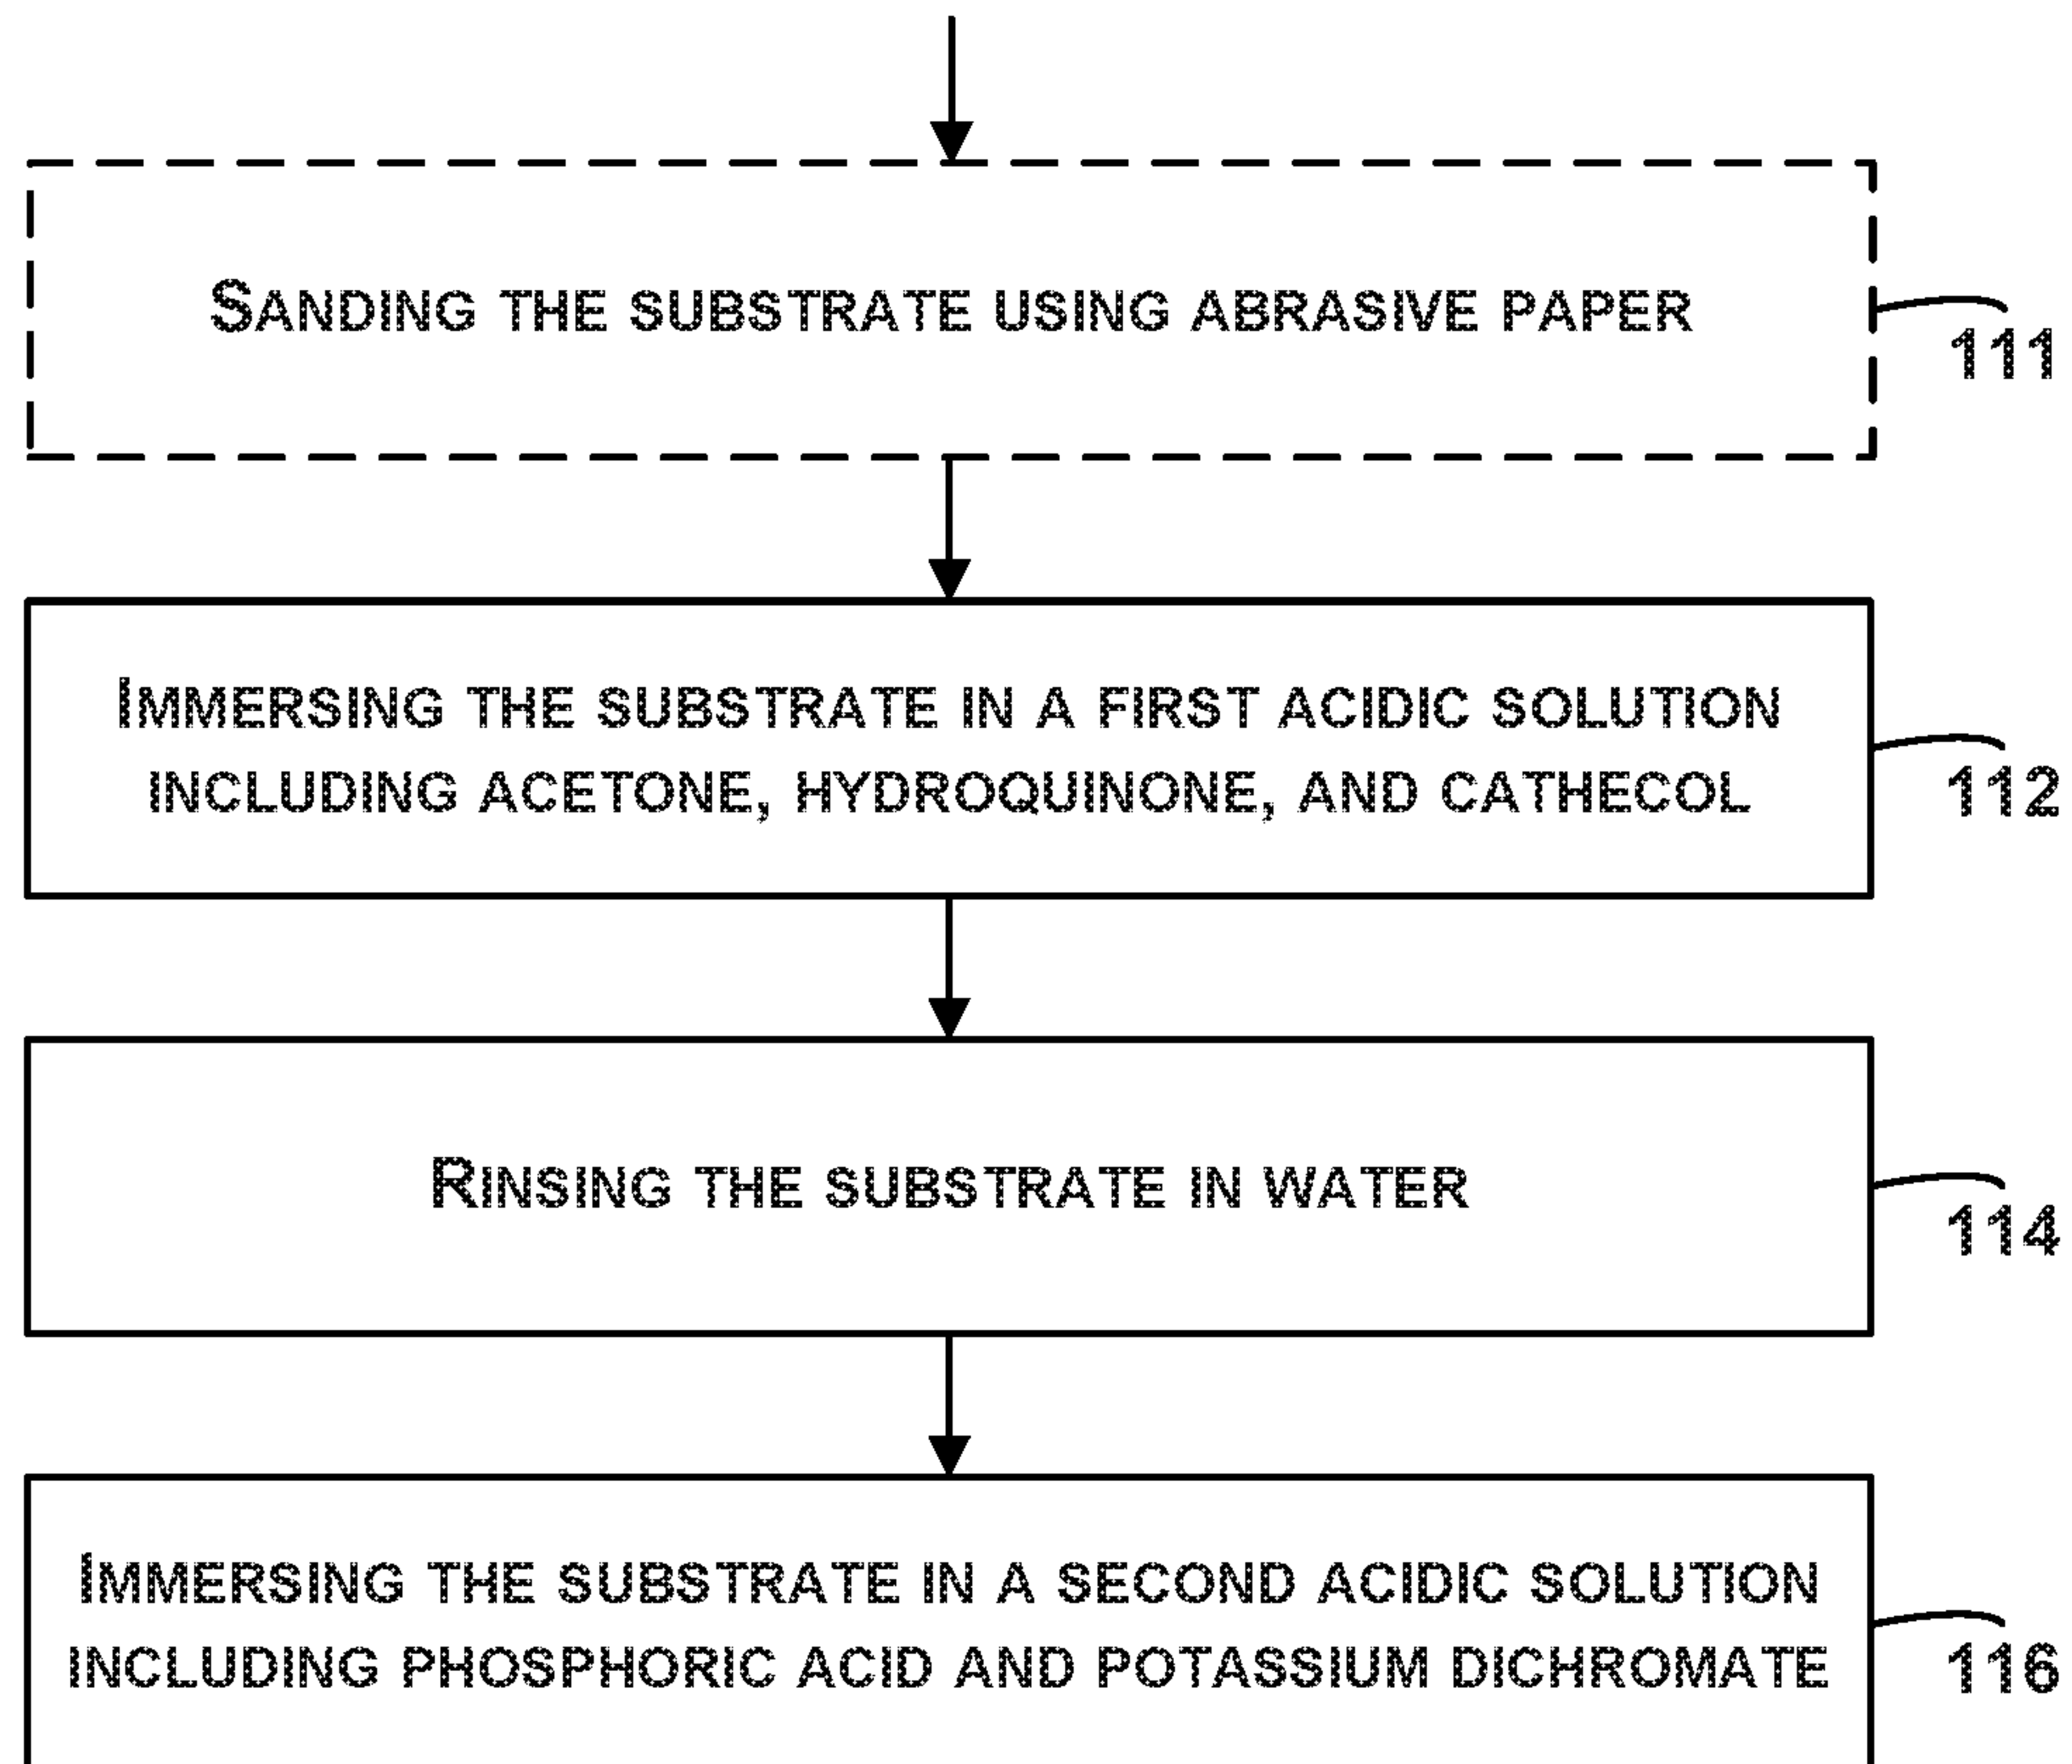 SANDING THE SUBSTRATE USING ABRASIVE PAPER
111
IMMERSING THE SUBSTRATE IN A FIRST ACIDIC SOLUTION
INCLUDING ACETONE, HYDROQUINONE, AND CATHECOL
112
RINSING THE SUBSTRATE IN WATER
114
IMMERSING THE SUBSTRATE IN A SECOND ACIDIC SOLUTION
INCLUDING PHOSPHORIC ACID AND POTASSIUM DICHROMATE
116